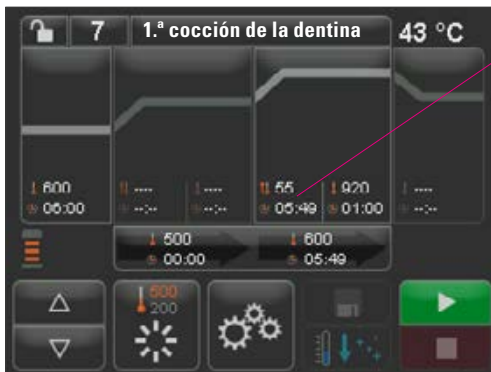 7 1.ª cocción de la dentina 43 °C
600 ---- ---- 55 920 ----
06:00 --:- --:- 05:49 01:00 --:-
500 600
00:00 05:49
500
200